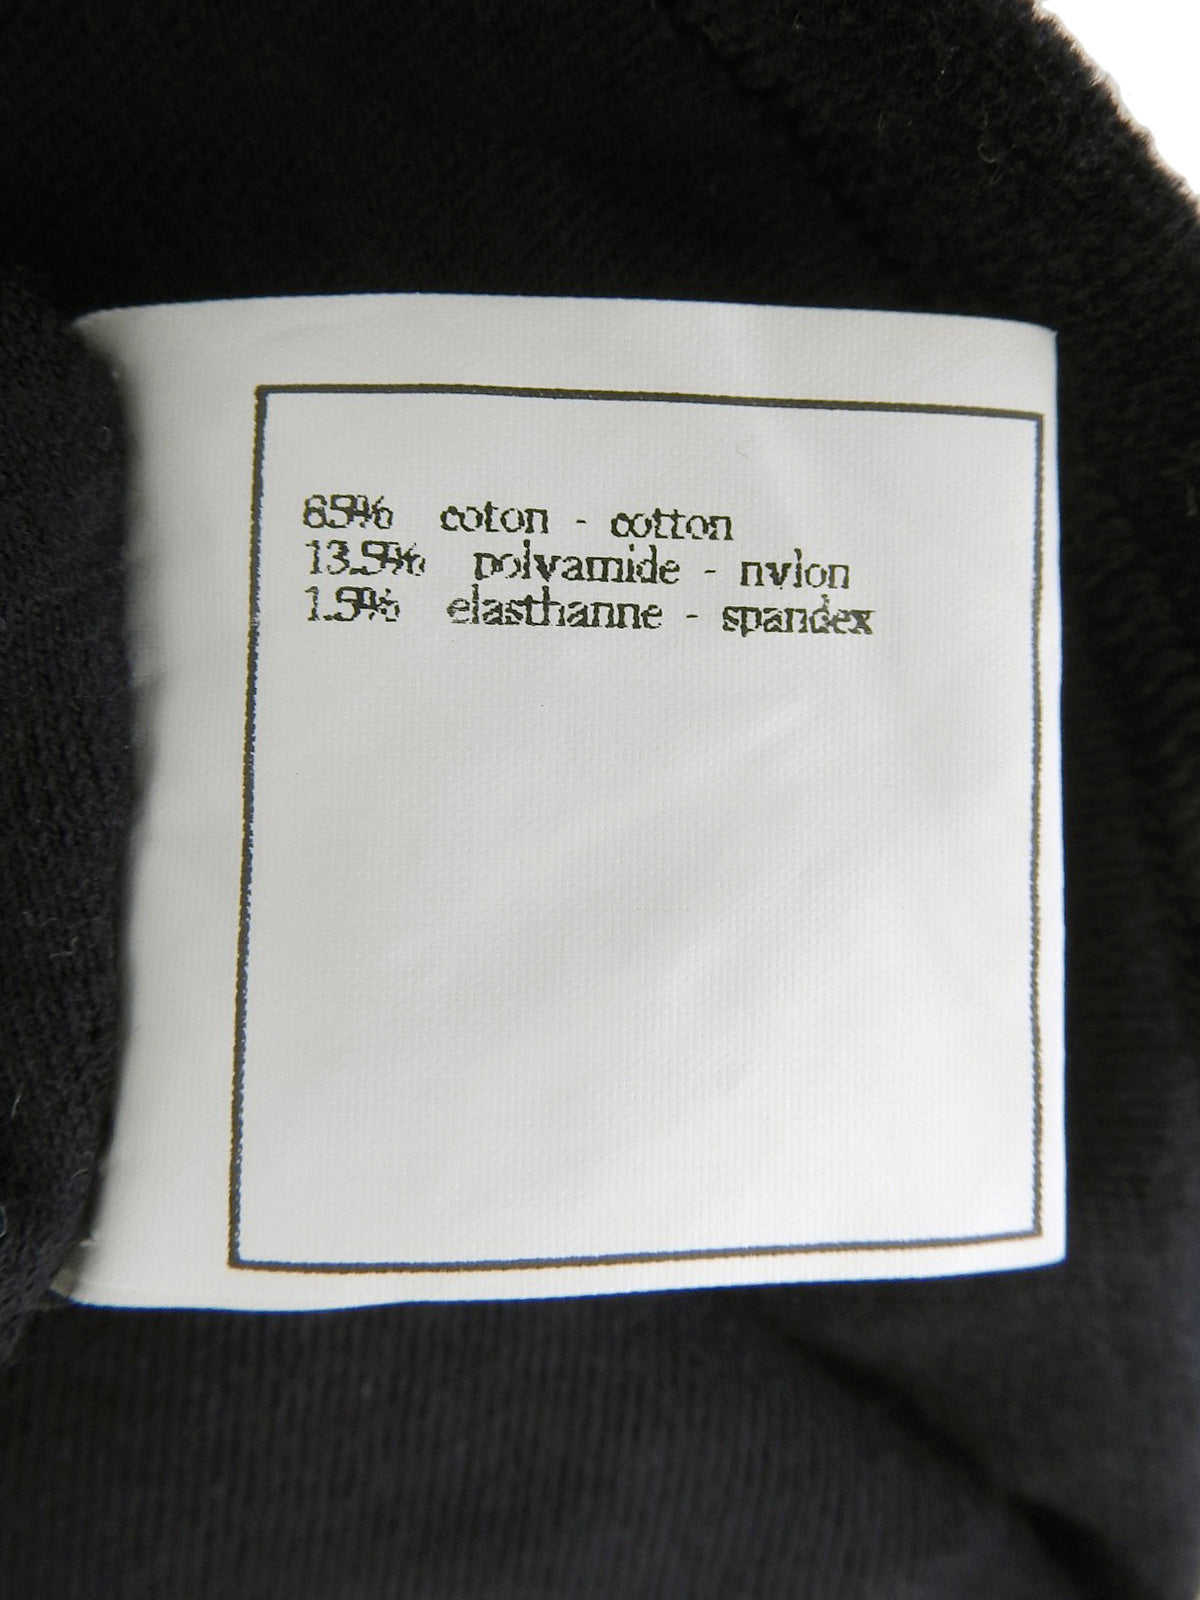 85% coton - cotton
13.5% polyamide - nylon
1.5% elasthanne - spandex